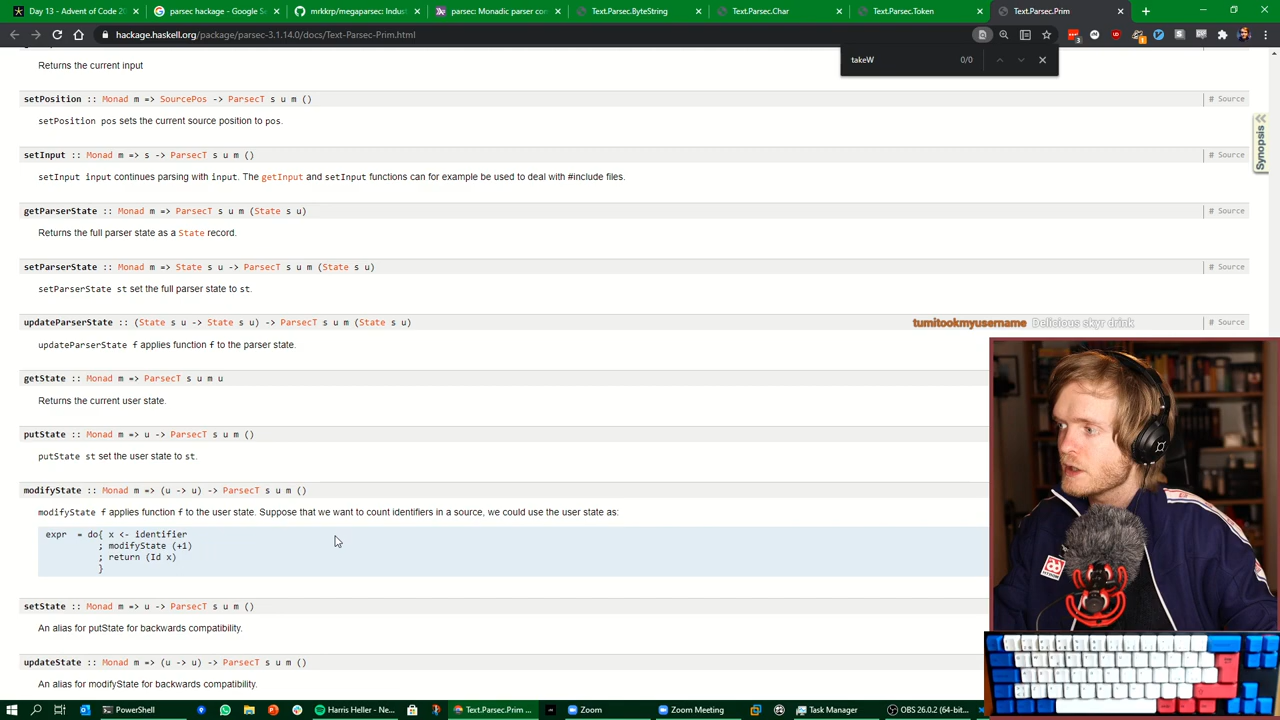 Day 13 - Advent of Code 20
parsec hackage - Google Se
mrkkrp/megaparsec: Indust
parsec: Monadic parser con
Text.Parsec.ByteString
Text.Parsec.Char
Text.Parsec.Token
Text.Parsec.Prim
hackage.haskell.org/package/parsec-3.1.14.0/docs/Text-Parsec-Prim.html
takeW 0/0
Returns the current input
setPosition :: Monad m => SourcePos -> ParsecT s u m () # Source
setPosition pos sets the current source position to pos.
Synopsis
setInput :: Monad m => s -> ParsecT s u m () # Source
setInput input continues parsing with input. The getInput and setInput functions can for example be used to deal with #include files.
getParserState :: Monad m => ParsecT s u m (State s u) # Source
Returns the full parser state as a State record.
setParserState :: Monad m => State s u -> ParsecT s u m (State s u) # Source
setParserState st set the full parser state to st.
updateParserState :: (State s u -> State s u) -> ParsecT s u m (State s u) # Source
tumitookmyusername Delicious skyr drink
updateParserState f applies function f to the parser state.
getState :: Monad m => ParsecT s u m u
Returns the current user state.
putState :: Monad m => u -> ParsecT s u m ()
putState st set the user state to st.
modifyState :: Monad m => (u -> u) -> ParsecT s u m ()
modifyState f applies function f to the user state. Suppose that we want to count identifiers in a source, we could use the user state as:
expr = do{ x <- identifier
; modifyState (+1)
; return (Id x)
}
setState :: Monad m => u -> ParsecT s u m ()
An alias for putState for backwards compatibility.
updateState :: Monad m => (u -> u) -> ParsecT s u m ()
An alias for modifyState for backwards compatibility.
PowerShell
Harris Heller - Ne...
Text.Parsec.Prim ...
Zoom
Zoom Meeting
Task Manager
OBS 26.0.2 (64-bit...